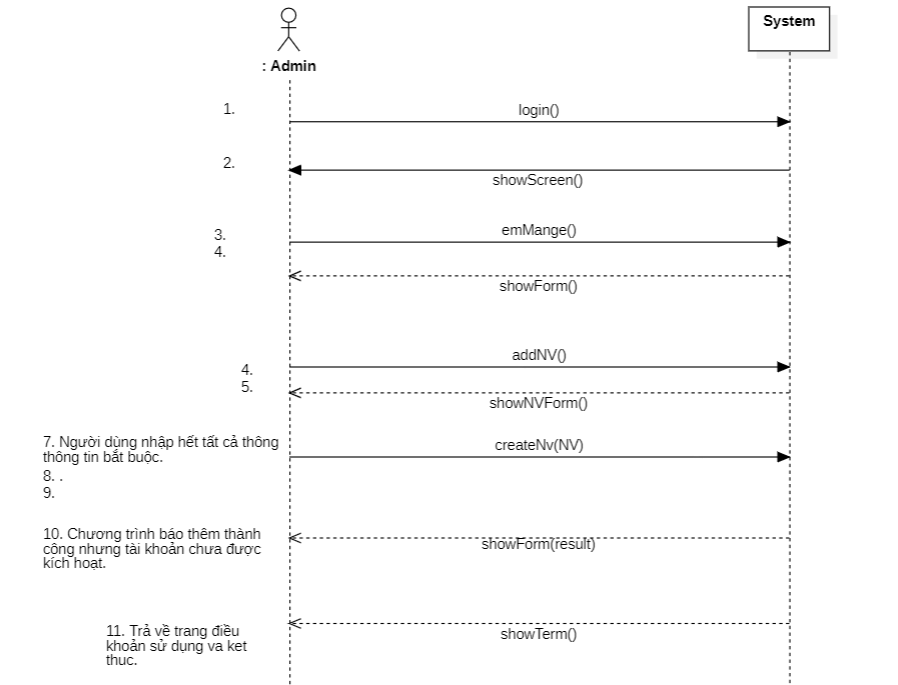 System
: Admin
1.
login()
2.
showScreen()
3.
emMange()
4.
showForm()
addNV()
4.
5.
showNVForm()
7. Người dùng nhập hết tất cả thông
thông tin bắt buộc.
createNv(NV)
8. .
9.
10. Chương trình báo thêm thành
công nhưng tài khoản chưa được
kích hoạt.
showForm(result)
11. Trả về trang điều
khoản sử dụng va ket
thuc.
showTerm()